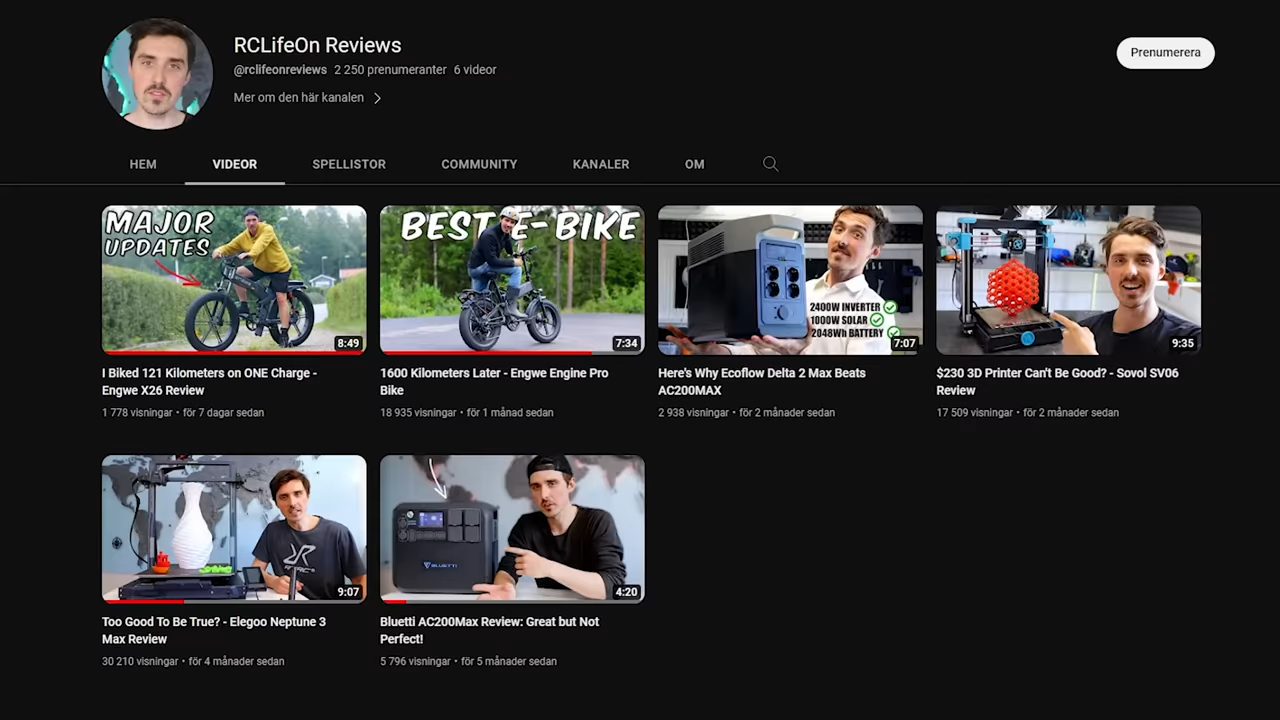 RCLifeOn Reviews
@rclifeonreviews 2 250 prenumeranter 6 videor
Mer om den här kanalen
Prenumerera
HEM VIDEOR SPELLISTOR COMMUNITY KANALER OM
MAJOR
UPDATES
8:49
I Biked 121 Kilometers on ONE Charge -
Engwe X26 Review
1 778 visningar • för 7 dagar sedan
BEST E-BIKE
7:34
1600 Kilometers Later - Engwe Engine Pro
Bike
18 935 visningar • för 1 månad sedan
2400W INVERTER
1000W SOLAR
2048Wh BATTERY
7:07
Here's Why Ecoflow Delta 2 Max Beats
AC200MAX
2 938 visningar • för 2 månader sedan
9:35
$230 3D Printer Can't Be Good? - Sovol SV06
Review
17 509 visningar • för 2 månader sedan
9:07
Too Good To Be True? - Elegoo Neptune 3
Max Review
30 210 visningar • för 4 månader sedan
BLUETTI
4:20
Bluetti AC200Max Review: Great but Not
Perfect!
5 796 visningar • för 5 månader sedan